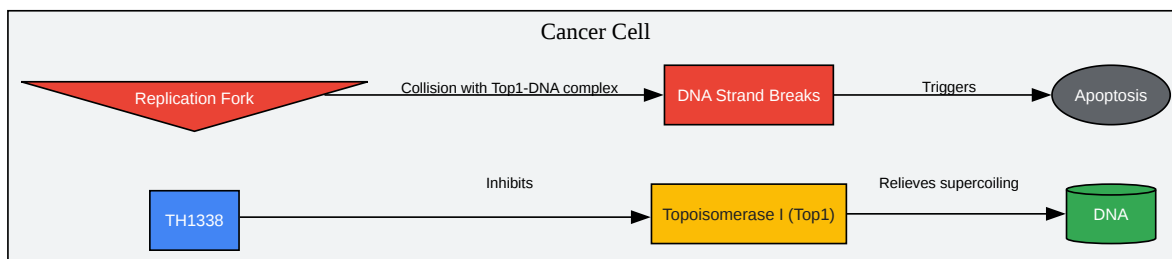 Cancer Cell
Replication Fork
Collision with Top1-DNA complex
DNA Strand Breaks
Triggers
Apoptosis
TH1338
Inhibits
Topoisomerase I (Top1)
Relieves supercoiling
DNA